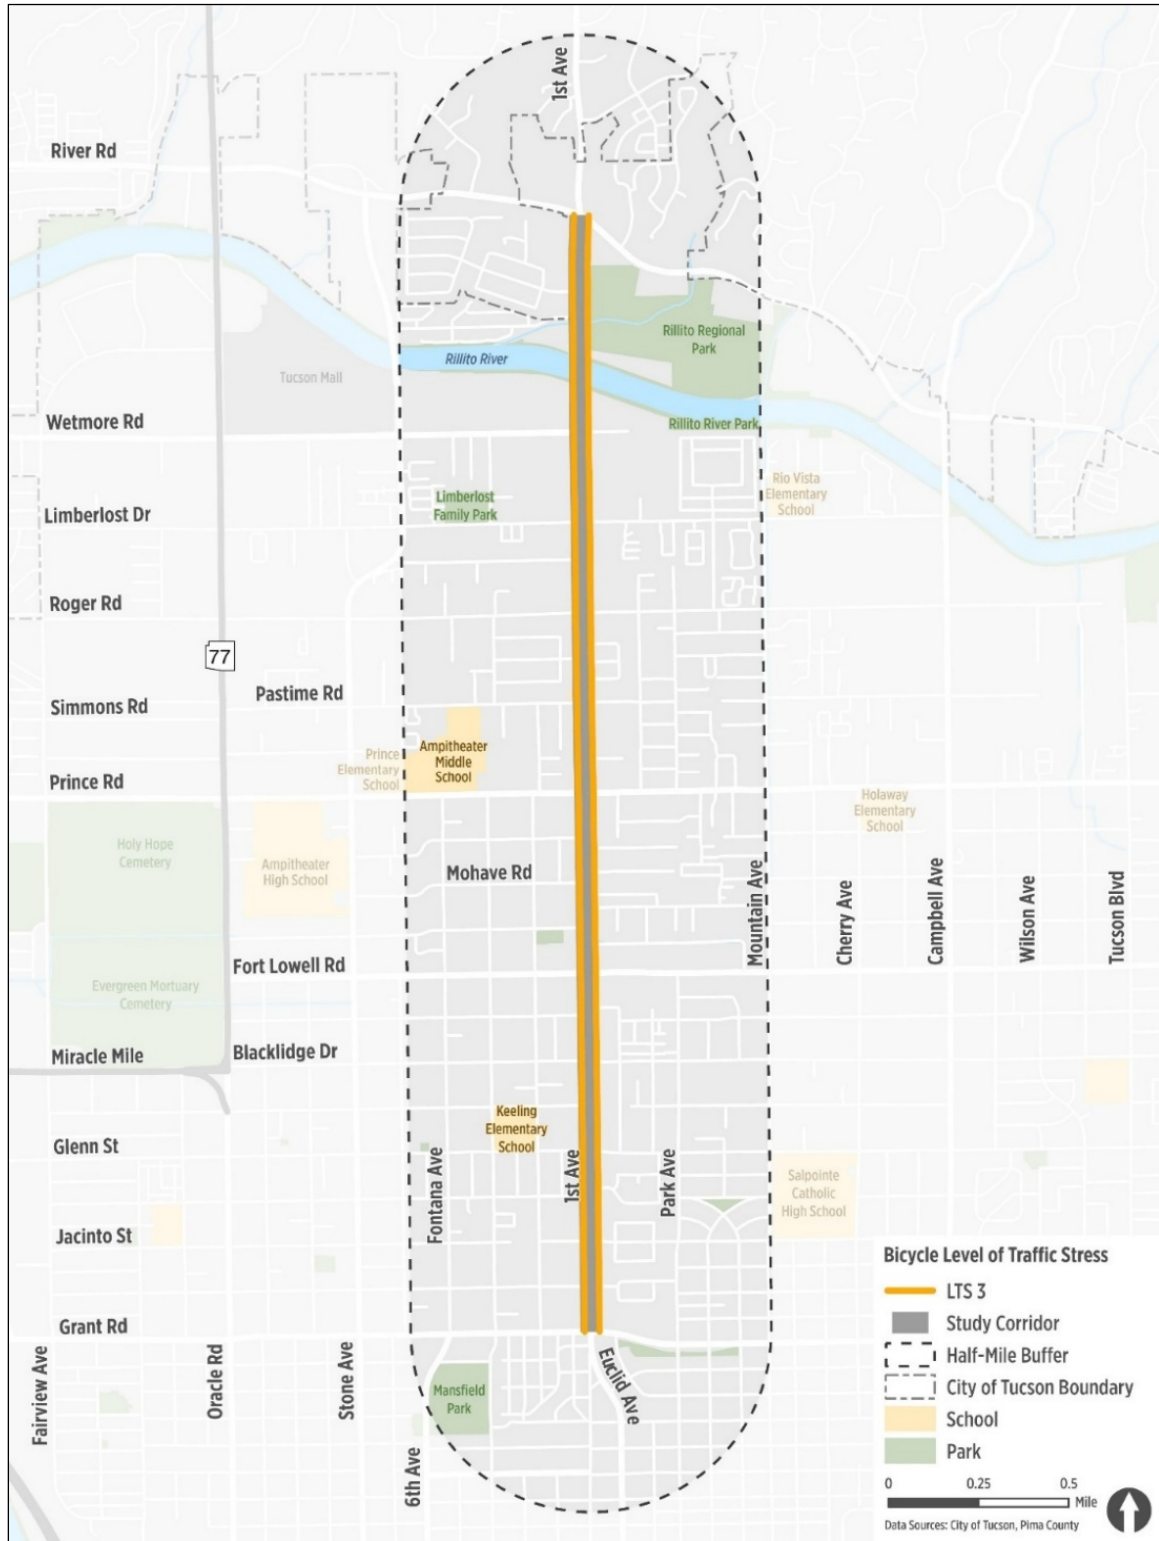 1st Ave
River Rd
Rillito Regional
Park
Rillito River
Tucson Mall
Wetmore Rd
Rillito River Park
Rio Vista
Elementary
School
Limberlost
Family Park
Limberlost Dr
Roger Rd
77
Pastime Rd
Simmons Rd
Ampitheater
Middle
School
Prince
Elementary
School
Prince Rd
Holaway
Elementary
School
Holy Hope
Cemetery
Ampitheater
High School
Mohave Rd
Mountain Ave
Cherry Ave
Campbell Ave
Wilson Ave
Tucson Blvd
Fort Lowell Rd
Evergreen Mortuary
Cemetery
Miracle Mile
Blacklidge Dr
Keeling
Elementary
School
Glenn St
Fontana Ave
1st Ave
Park Ave
Salpointe
Catholic
High School
Jacinto St
Grant Rd
Fairview Ave
Oracle Rd
Stone Ave
Mansfield
Park
Euclid Ave
6th Ave
Bicycle Level of Traffic Stress
LTS 3
Study Corridor
Half-Mile Buffer
City of Tucson Boundary
School
Park
0 0.25 0.5
Mile
Data Sources: City of Tucson, Pima County